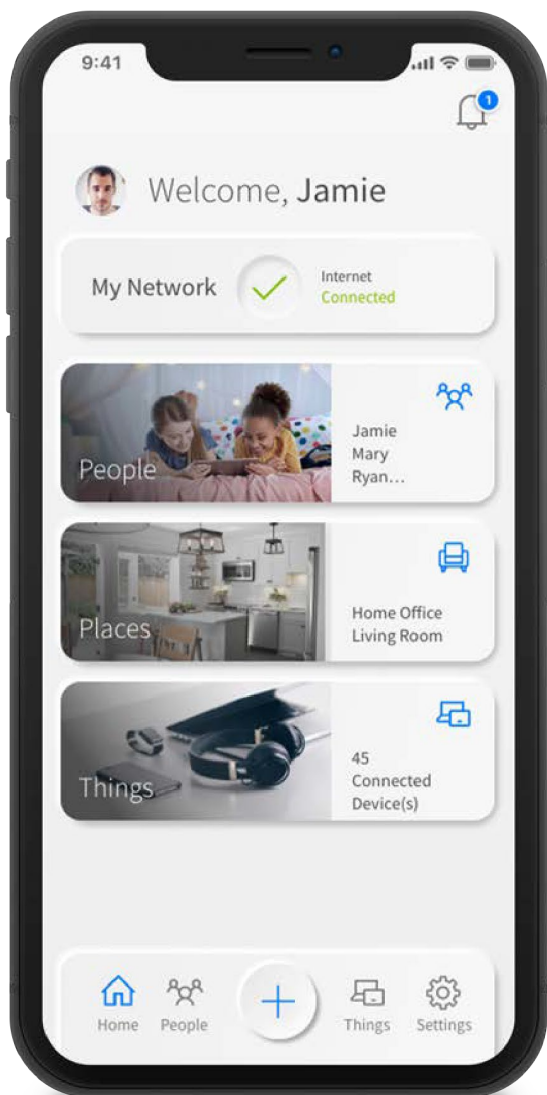 9:41
1
Welcome, Jamie
My Network
Internet
Connected
People
Jamie
Mary
Ryan...
Places
Home Office
Living Room
Things
45
Connected
Device(s)
Home
People
Things
Settings